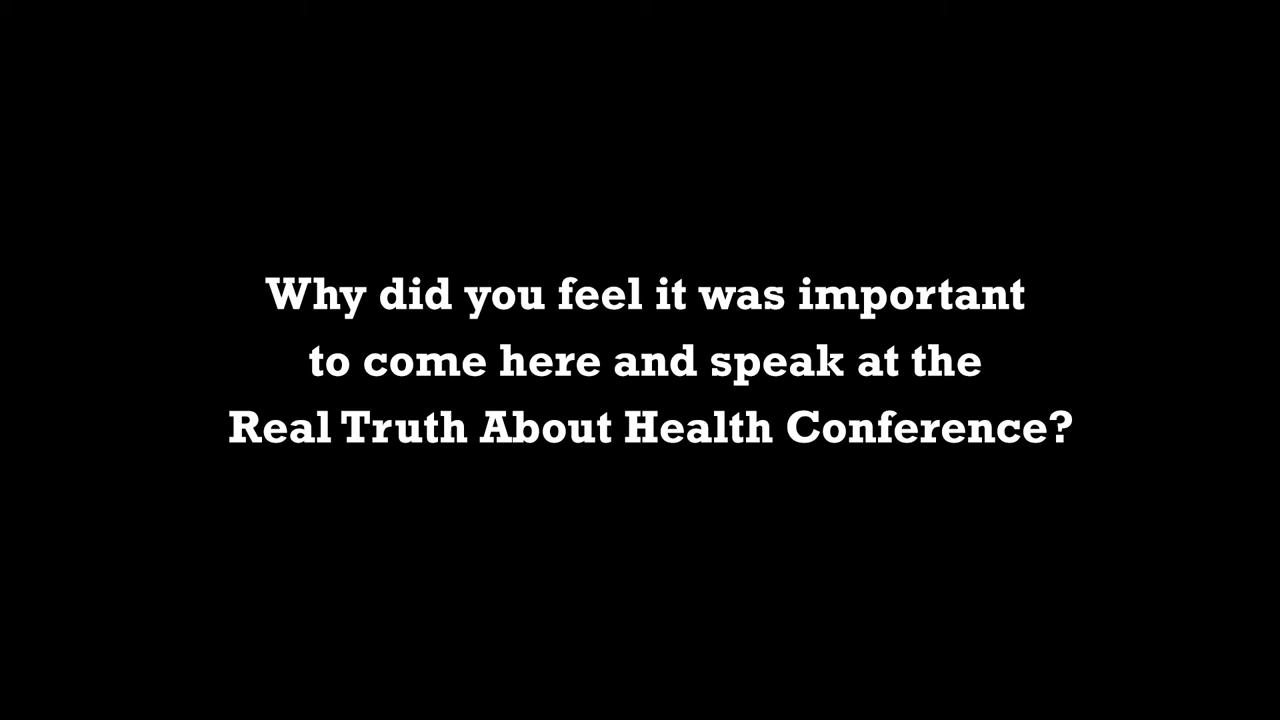 Why did you feel it was important
to come here and speak at the
Real Truth About Health Conference?